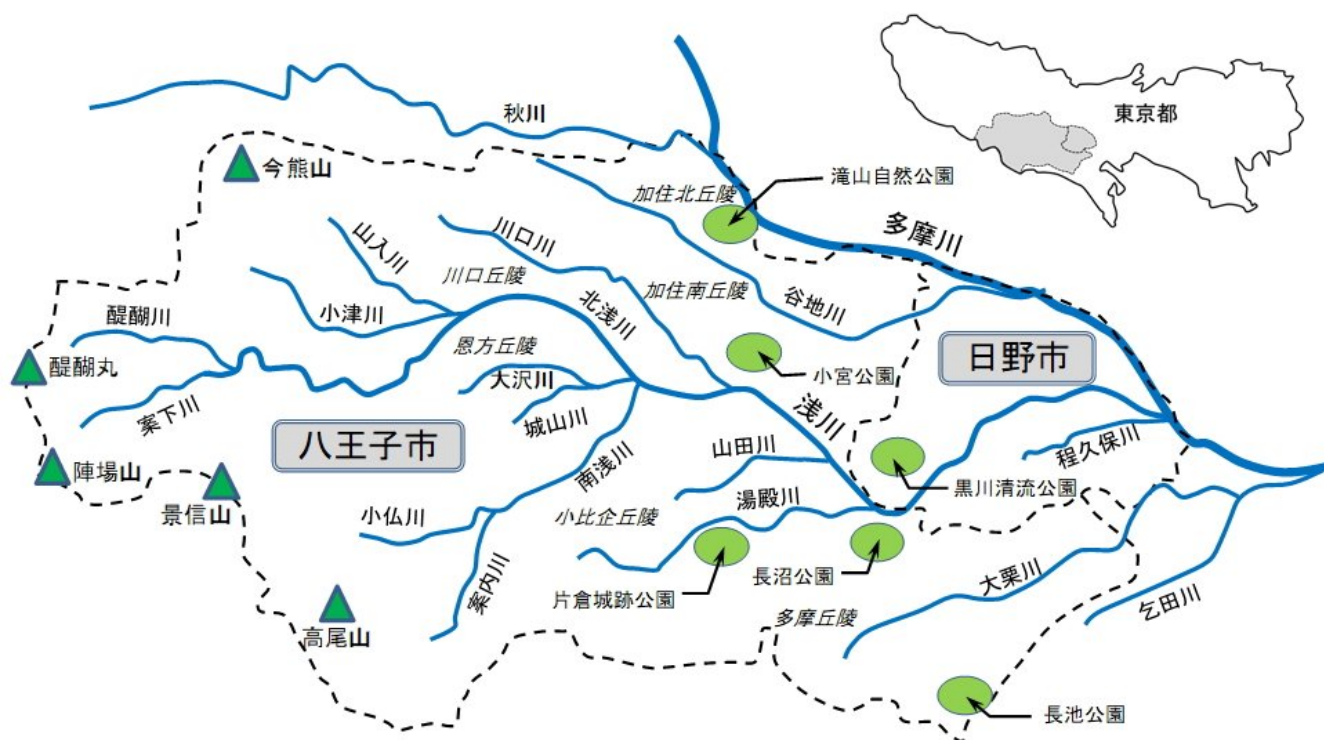 東京都
秋川
今熊山
滝山自然公園
加住北丘陵
多摩川
山入川
川口川
川口丘陵
加住南丘陵
谷地川
北浅川
醍醐川
小津川
恩方丘陵
日野市
醍醐丸
大沢川
小宮公園
案下川
城山川
浅川
八王子市
山田川
程久保川
陣場山
南浅川
黒川清流公園
景信山
湯殿川
小仏川
小比企丘陵
長沼公園
大栗川
案内川
片倉城跡公園
乞田川
高尾山
多摩丘陵
長池公園